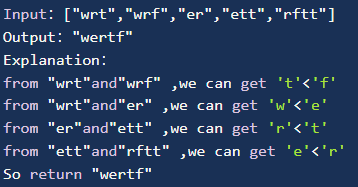 Input: ["wrt","wrf","er","ett","rftt"]
Output: "wertf"
Explanation:
from "wrt"and"wrf" ,we can get 't'<'f'
from "wrt"and"er" ,we can get 'w'<'e'
from "er"and"ett" ,we can get 'r'<'t'
from "ett"and"rftt" ,we can get 'e'<'r'
So return "wertf"